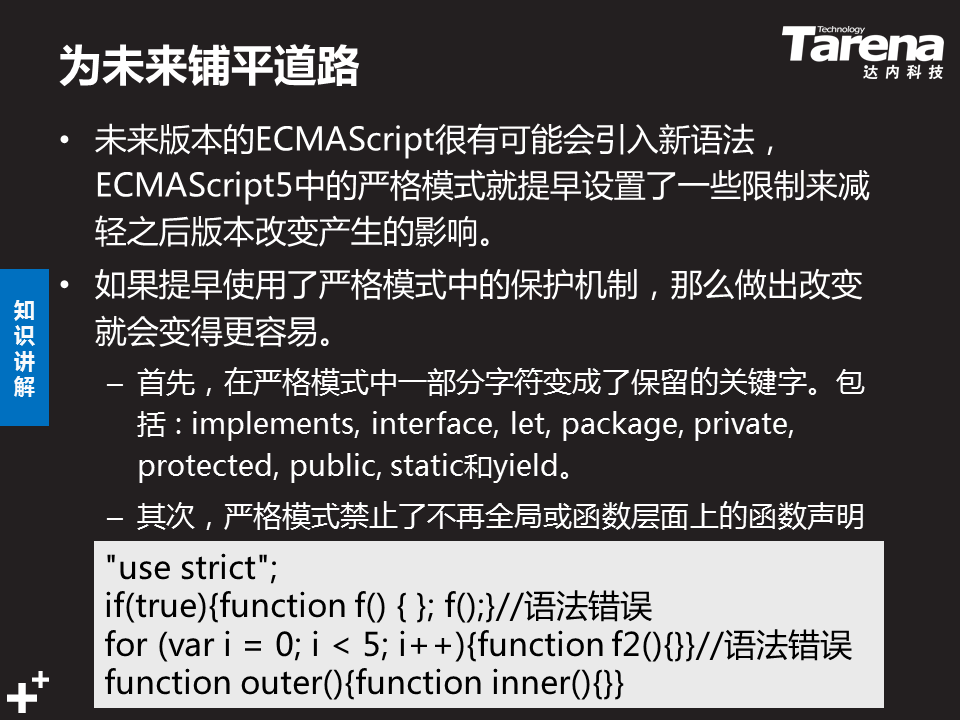 为未来铺平道路
Technology
Tarena
达内科技
• 未来版本的ECMAScript很有可能会引入新语法，
ECMAScript5中的严格模式就提早设置了一些限制来减
轻之后版本改变产生的影响。
• 如果提早使用了严格模式中的保护机制，那么做出改变
就会变得更容易。
知
识
讲
解
– 首先，在严格模式中一部分字符变成了保留的关键字。包
括：implements, interface, let, package, private,
protected, public, static和yield。
– 其次，严格模式禁止了不再全局或函数层面上的函数声明
"use strict";
if(true){function f() { }; f();}//语法错误
for (var i = 0; i < 5; i++){function f2(){}}//语法错误
function outer(){function inner(){}}